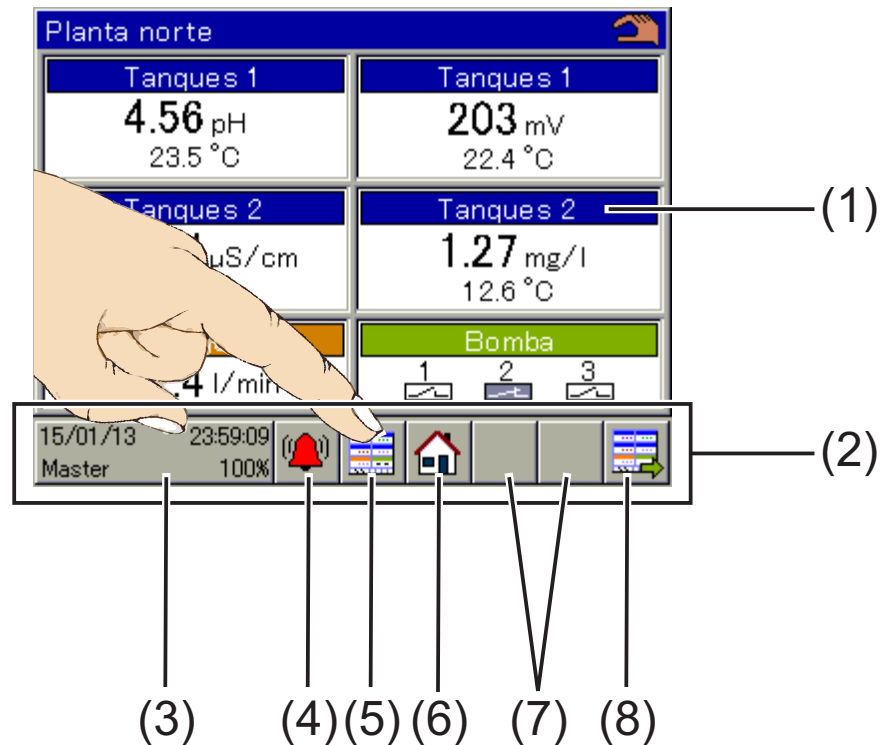 Planta norte
Tanques 1
Tanques 1
4.56 pH
203 mV
23.5 °C
22.4 °C
Tanques 2
Tanques 2
(1)
µS/cm
1.27 mg/l
12.6 °C
Bomba
.4 l/min
1 2 3
15/01/13 23:59:09
Master 100%
(2)
(3) (4) (5) (6) (7) (8)